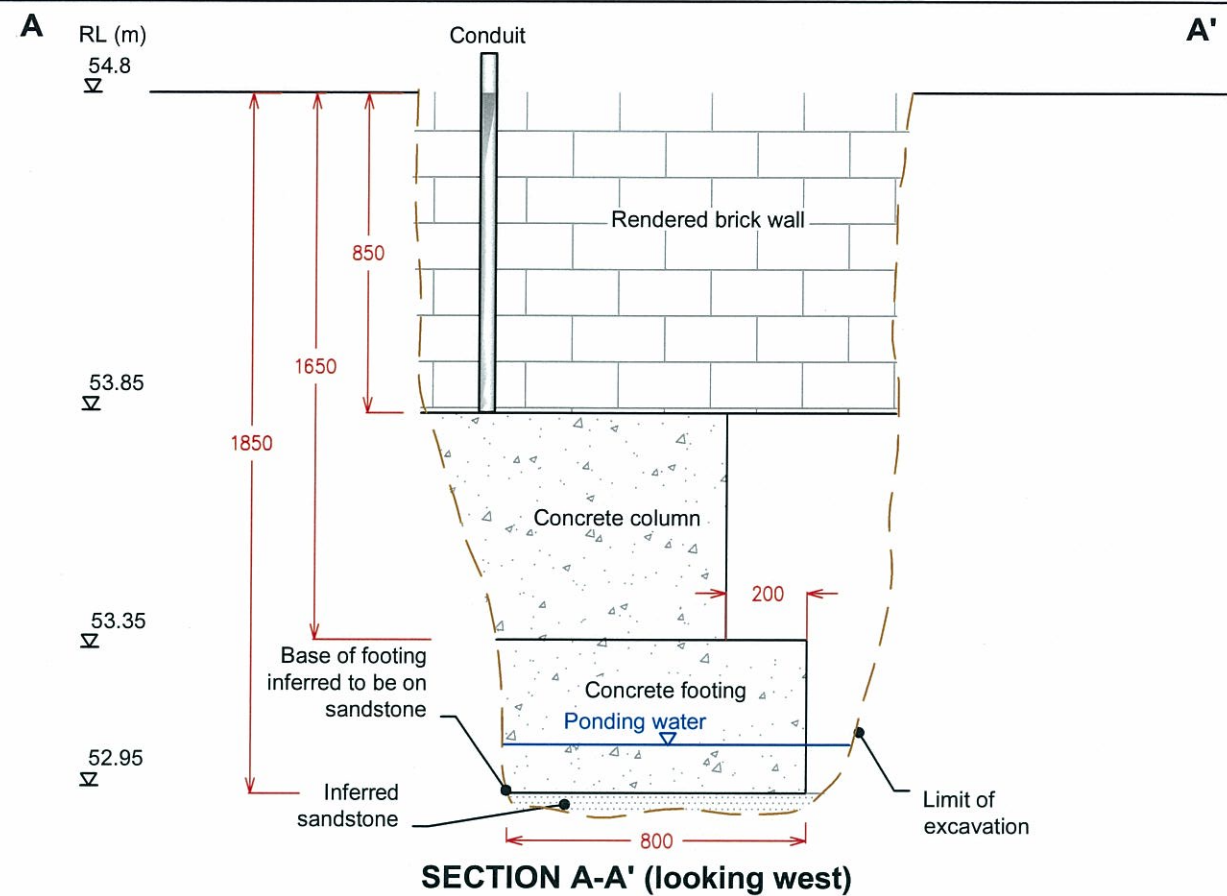 A
RL (m)
Conduit
A'
54.8
Rendered brick wall
850
1650
53.85
1850
Concrete column
200
53.35
Base of footing
inferred to be on
sandstone
Concrete footing
Ponding water
52.95
Inferred
sandstone
Limit of
excavation
800
SECTION A-A' (looking west)